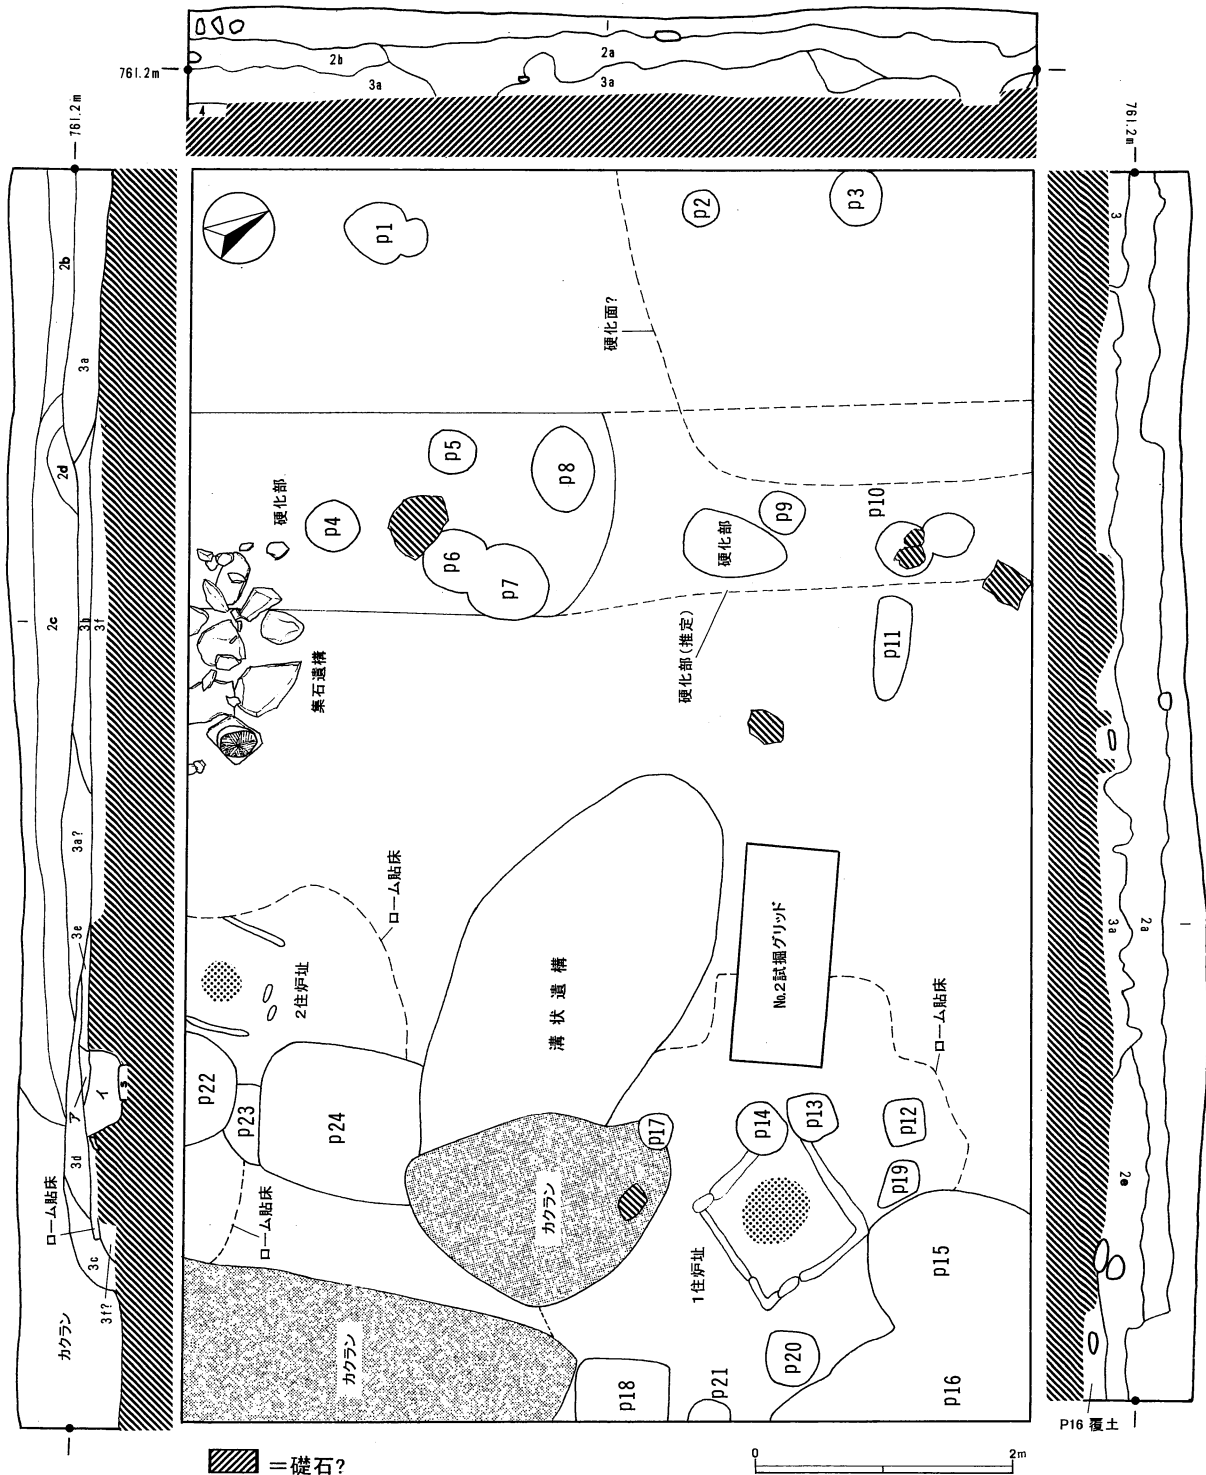 761.2m
2b
2a
3a
3a
4
761.2m
2b
3a
2d
2c
3b
3f
3a?
3e
ア
イ
S
3d
ローム貼床
3c
3f?
カクラン
p1
p2
p3
硬化面?
p5
p8
硬化部
p4
p6
p7
硬化部
p9
p10
集石遺構
硬化部(推定)
p11
ローム貼床
2住炉址
溝状遺構
No.2試掘グリッド
ローム貼床
p22
p23
p24
p17
p14
p13
p12
p19
カクラン
ローム貼床
1住炉址
p15
カクラン
p18
p21
p20
p16
761.2m
3
3a
2a
2e
P16 覆土
=礎石?
0
2m